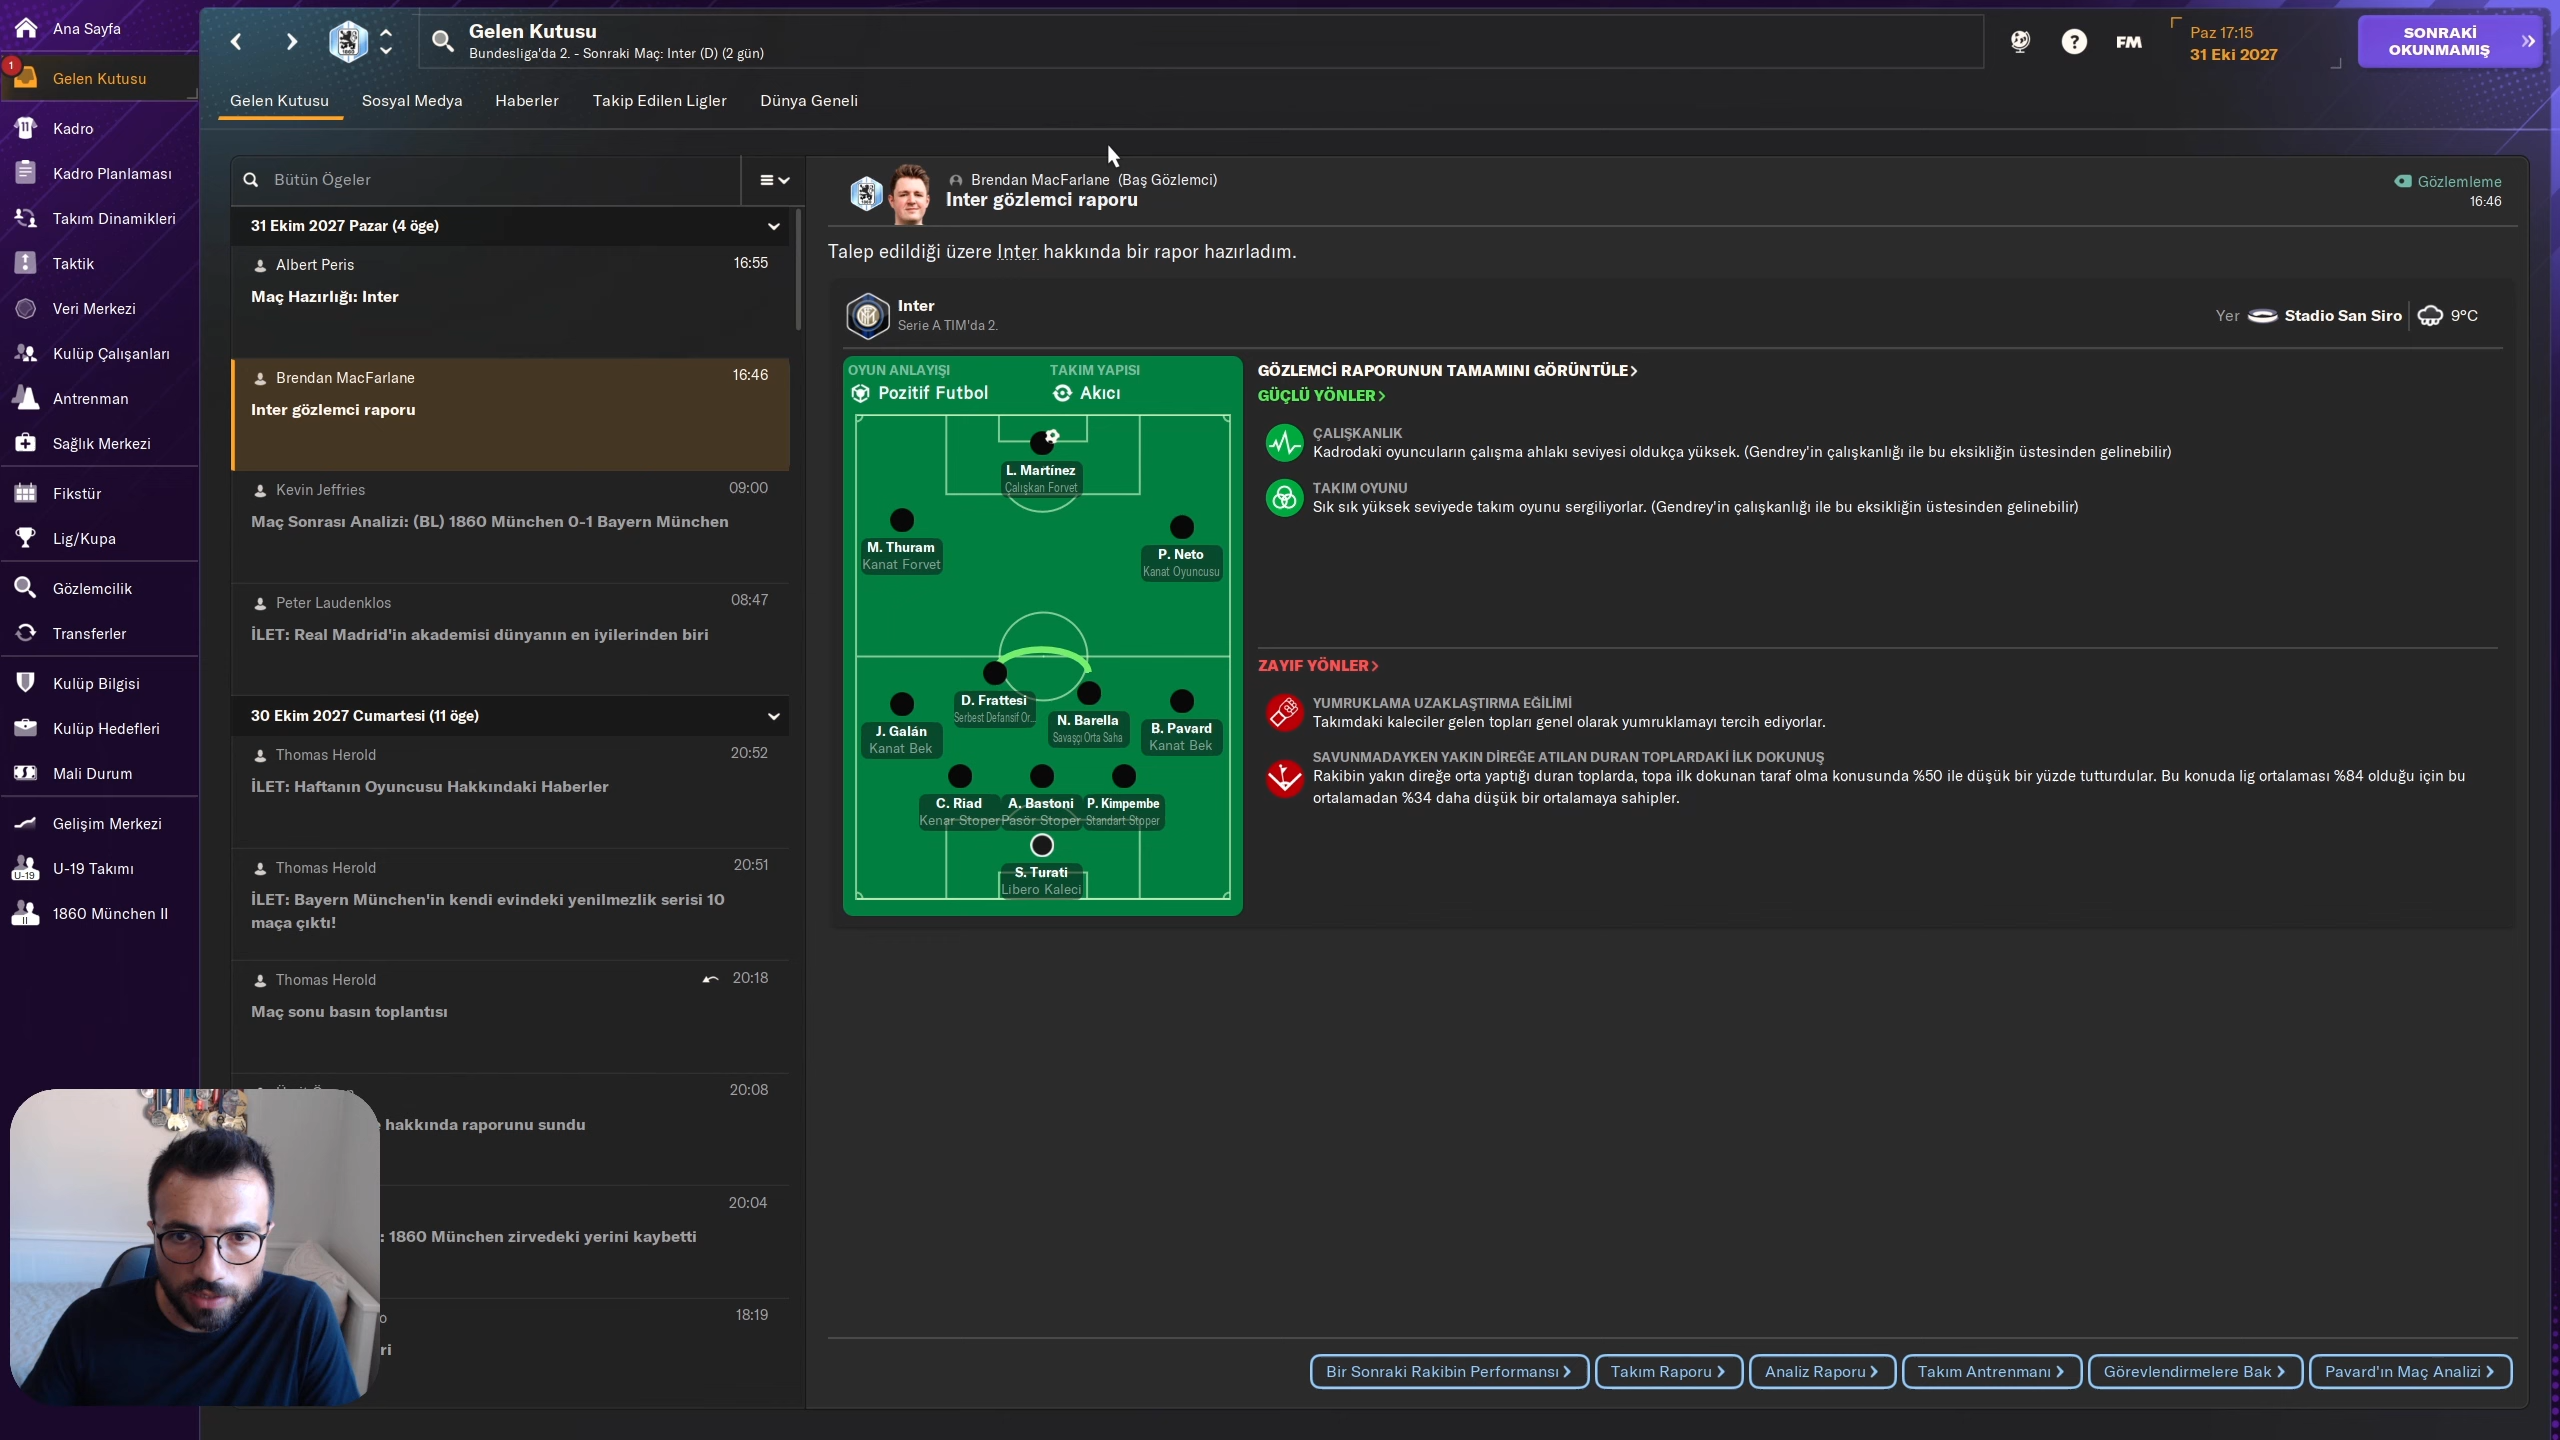 Ana Sayfa
1
Gelen Kutusu
Kadro
Kadro Planlaması
Takım Dinamikleri
Taktik
Veri Merkezi
Kulüp Çalışanları
Antrenman
Sağlık Merkezi
Fikstür
Lig/Kupa
Gözlemcilik
Transferler
Kulüp Bilgisi
Kulüp Hedefleri
Mali Durum
Gelişim Merkezi
U-19 Takımı
1860 München II
Gelen Kutusu
Bundesliga'da 2. - Sonraki Maç: Inter (D) (2 gün)
FM
Paz 17:15
31 Eki 2027
SONRAKİ
OKUNMAMIŞ
Gelen Kutusu
Sosyal Medya
Haberler
Takip Edilen Ligler
Dünya Geneli
Bütün Ögeler
31 Ekim 2027 Pazar (4 öge)
Albert Peris
16:55
Maç Hazırlığı: Inter
Brendan MacFarlane
16:46
Inter gözlemci raporu
Kevin Jeffries
09:00
Maç Sonrası Analizi: (BL) 1860 München 0-1 Bayern München
Peter Laudenklos
08:47
İLET: Real Madrid'in akademisi dünyanın en iyilerinden biri
30 Ekim 2027 Cumartesi (11 öge)
Thomas Herold
20:52
İLET: Haftanın Oyuncusu Hakkındaki Haberler
Thomas Herold
20:51
İLET: Bayern München'in kendi evindeki yenilmezlik serisi 10
maça çıktı!
Thomas Herold
20:18
Maç sonu basın toplantısı
20:08
hakkında raporunu sundu
20:04
: 1860 München zirvedeki yerini kaybetti
18:19
ri
Brendan MacFarlane (Baş Gözlemci)
Inter gözlemci raporu
Gözlemleme
16:46
Talep edildiği üzere Inter hakkında bir rapor hazırladım.
Inter
Serie A TIM'da 2.
Yer
Stadio San Siro
9°C
OYUN ANLAYIŞI
Pozitif Futbol
TAKIM YAPISI
Akıcı
L. Martínez
Çalışkan Forvet
M. Thuram
Kanat Forvet
P. Neto
Kanat Oyuncusu
D. Frattesi
Serbest Defansif Or...
N. Barella
Savaşçı Orta Saha
J. Galán
Kanat Bek
B. Pavard
Kanat Bek
C. Riad
Kenar Stoper
A. Bastoni
Pasör Stoper
P. Kimpembe
Standart Stoper
S. Turati
Libero Kaleci
GÖZLEMCİ RAPORUNUN TAMAMINI GÖRÜNTÜLE
GÜÇLÜ YÖNLER
ÇALIŞKANLIK
Kadrodaki oyuncuların çalışma ahlakı seviyesi oldukça yüksek. (Gendrey'in çalışkanlığı ile bu eksikliğin üstesinden gelinebilir)
TAKIM OYUNU
Sık sık yüksek seviyede takım oyunu sergiliyorlar. (Gendrey'in çalışkanlığı ile bu eksikliğin üstesinden gelinebilir)
ZAYIF YÖNLER
YUMRUKLAMA UZAKLAŞTIRMA EĞİLİMİ
Takımdaki kaleciler gelen topları genel olarak yumruklamayı tercih ediyorlar.
SAVUNMADAYKEN YAKIN DİREĞE ATILAN DURAN TOPLARDAKİ İLK DOKUNUŞ
Rakibin yakın direğe orta yaptığı duran toplarda, topa ilk dokunan taraf olma konusunda %50 ile düşük bir yüzde tutturdular. Bu konuda lig ortalaması %84 olduğu için bu
ortalamadan %34 daha düşük bir ortalamaya sahipler.
Bir Sonraki Rakibin Performansı
Takım Raporu
Analiz Raporu
Takım Antrenmanı
Görevlendirmelere Bak
Pavard'ın Maç Analizi